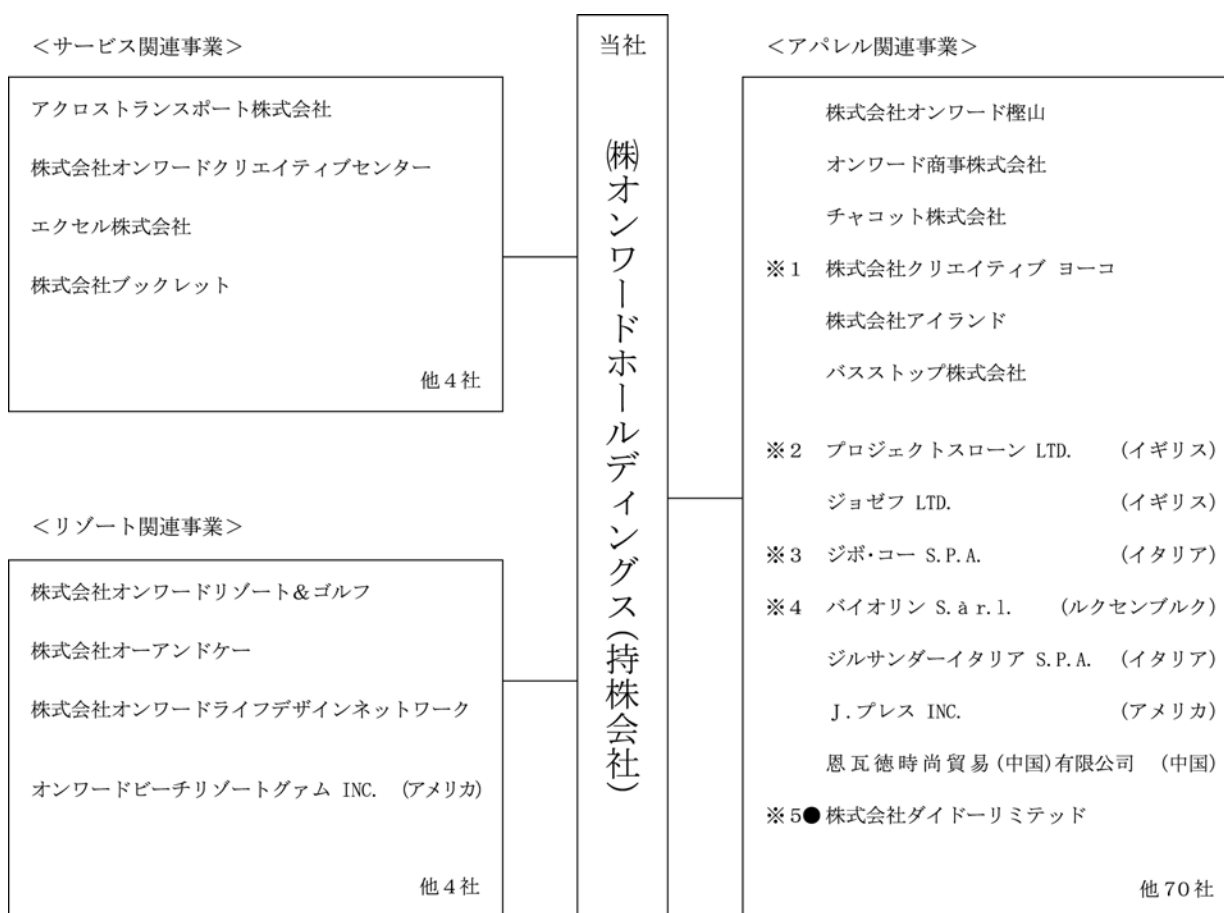 ＜サービス関連事業＞
アクロストランスポート株式会社
株式会社オンワードクリエイティブセンター
エクセル株式会社
株式会社ブックレット
他４社
＜リゾート関連事業＞
株式会社オンワードリゾート＆ゴルフ
株式会社オーアンドケー
株式会社オンワードライフデザインネットワーク
オンワードビーチリゾートグァム INC. (アメリカ)
他４社
当社
㈱オンワードホールディングス(持株会社)
＜アパレル関連事業＞
株式会社オンワード樫山
オンワード商事株式会社
チャコット株式会社
※１ 株式会社クリエイティブ ヨーコ
株式会社アイランド
バスストップ株式会社
※２ プロジェクトスローン LTD. (イギリス)
ジョゼフ LTD. (イギリス)
※３ ジボ・コー S.P.A. (イタリア)
※４ バイオリン S.à r.l. (ルクセンブルク)
ジルサンダーイタリア S.P.A. (イタリア)
Ｊ.プレス INC. (アメリカ)
恩瓦徳時尚貿易(中国)有限公司 (中国)
※５● 株式会社ダイドーリミテッド
他70社